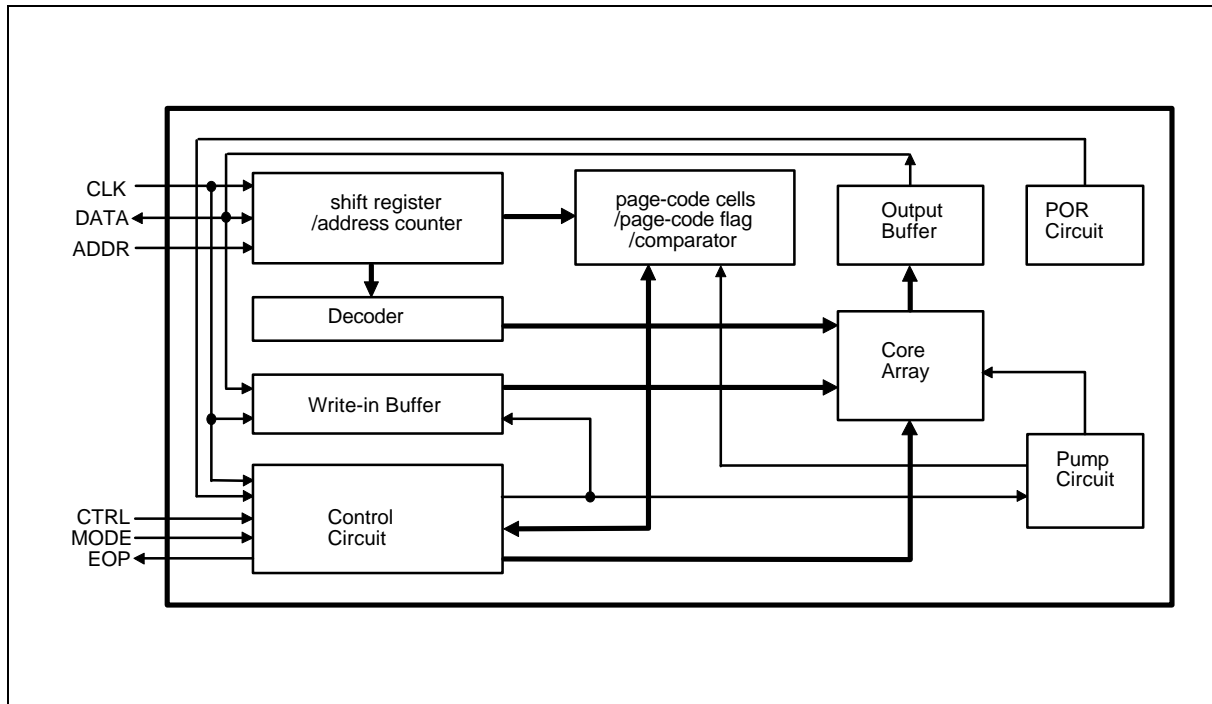 CLK
DATA
ADDR
shift register
/address counter
page-code cells
/page-code flag
/comparator
Output
Buffer
POR
Circuit
Decoder
Core
Array
Write-in Buffer
Pump
Circuit
CTRL
MODE
EOP
Control
Circuit